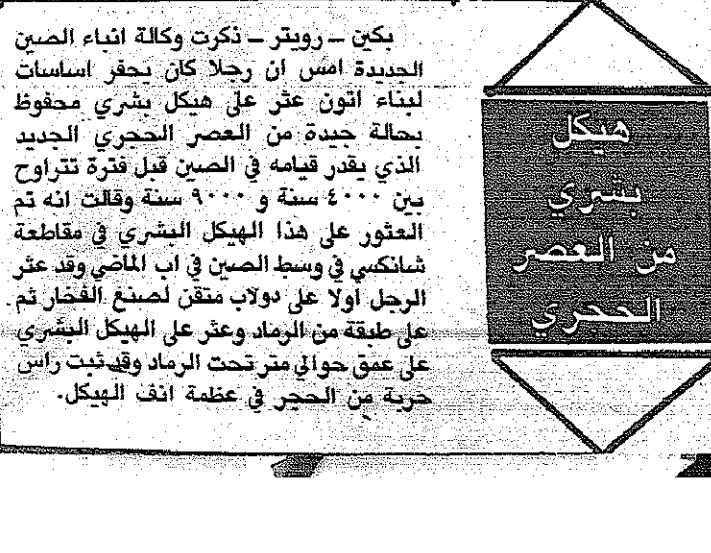 هيكل
بشري
من العصر
الحجري
بكين ــ رويتر ــ ذكرت وكالة انباء الصين
الجديدة امس ان رجلا كان يحفر اساسات
لبناء اتون عثر على هيكل بشري محفوظ
بحالة جيدة من العصر الحجري الجديد
الذي يقدر قيامه في الصين قبل فترة تتراوح
بين ٤٠٠٠ سنة و ٩٠٠٠ سنة وقالت انه تم
العثور على هذا الهيكل البشري في مقاطعة
شانكسي في وسط الصين في اب الماضي وقد عثر
الرجل أولا على دولاب متقن لصنع الفخار ثم
على طبقة من الرماد وعثر على الهيكل البشري
على عمق حوالي متر تحت الرماد وقد ثبت راس
حربة من الحجر في عظمة انف الهيكل.